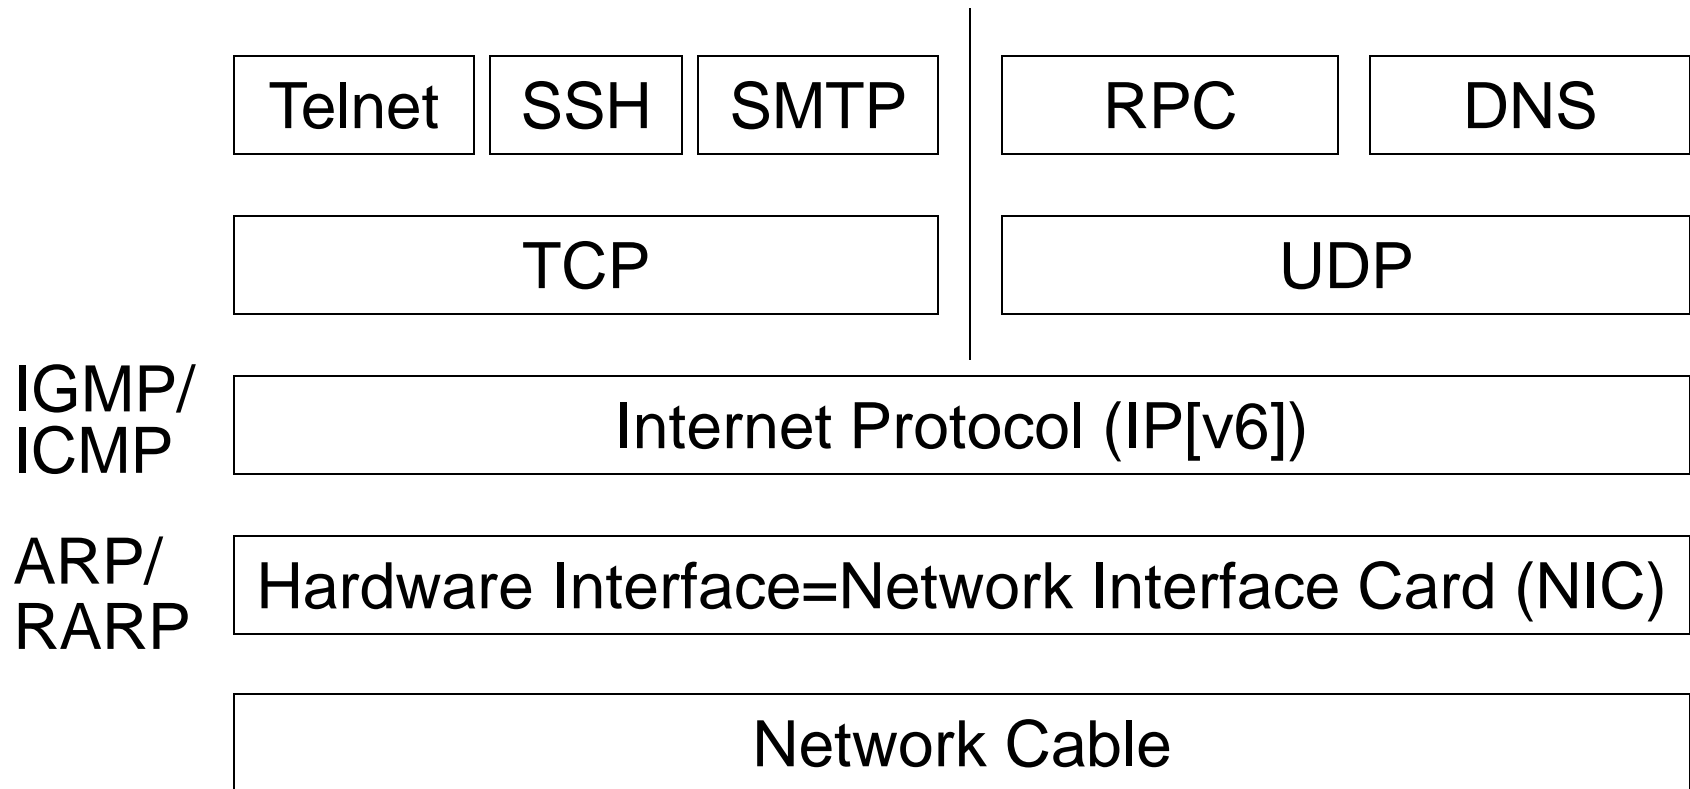 Telnet SSH SMTP RPC DNS
TCP UDP
IGMP/
ICMP
Internet Protocol (IP[v6])
ARP/
RARP
Hardware Interface=Network Interface Card (NIC)
Network Cable